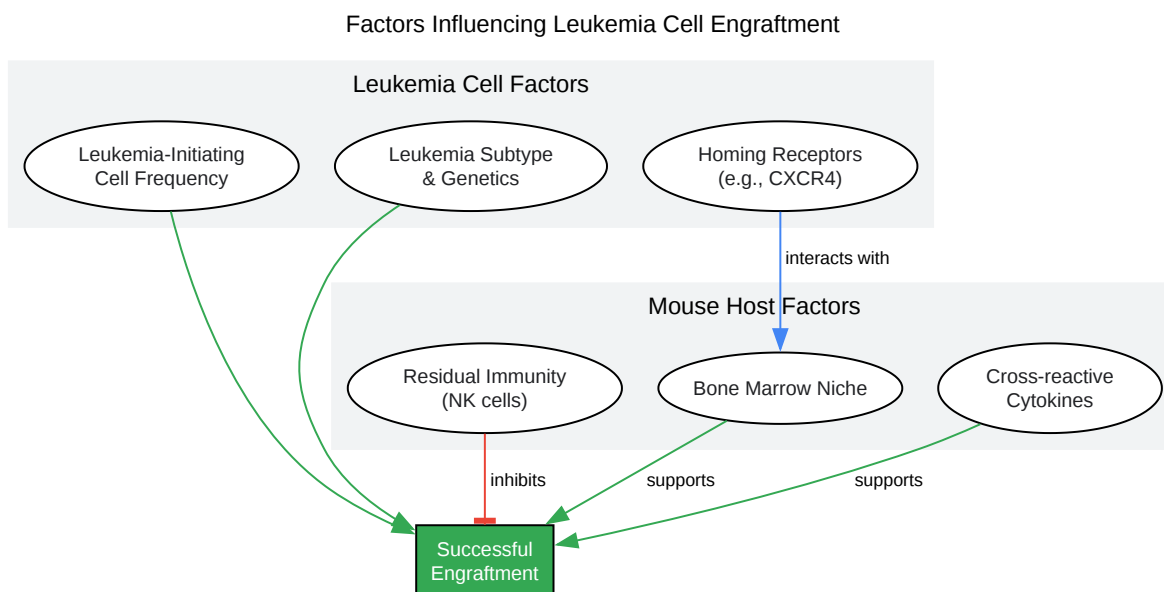 Factors Influencing Leukemia Cell Engraftment
Leukemia Cell Factors
Leukemia-Initiating
Cell Frequency
Leukemia Subtype
& Genetics
Homing Receptors
(e.g., CXCR4)
interacts with
Mouse Host Factors
Residual Immunity
(NK cells)
Bone Marrow Niche
Cross-reactive
Cytokines
inhibits
supports
supports
Successful
Engraftment